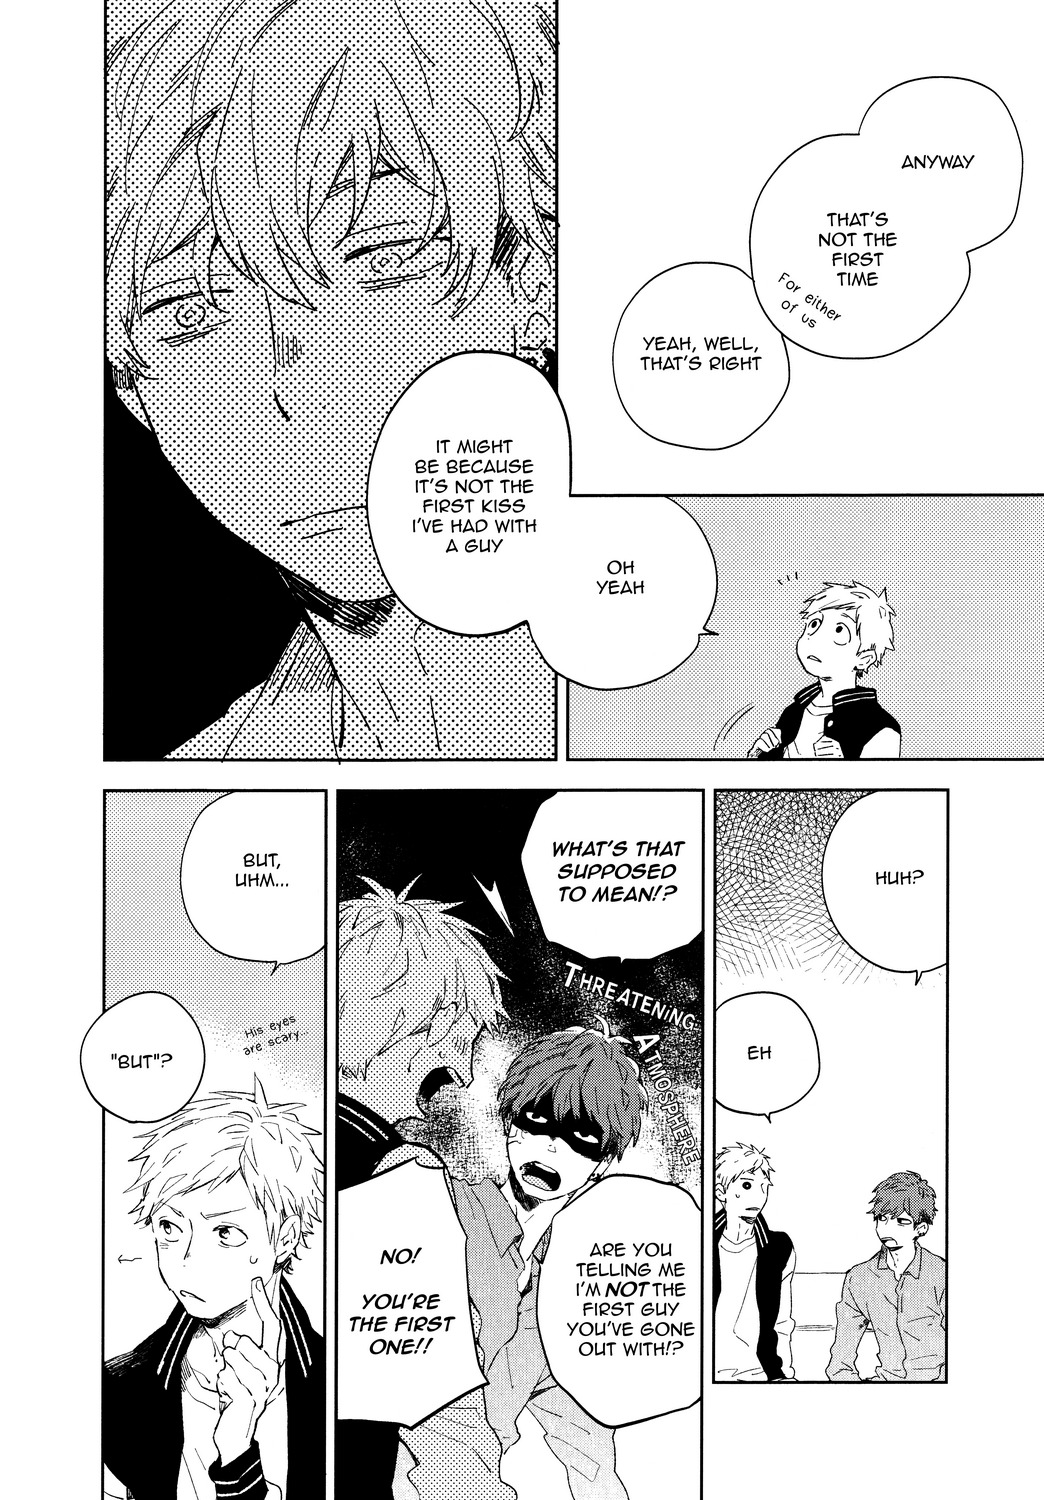 ANYWAY
THAT'S
NOT THE
FIRST
TIME
For either
of us
YEAH, WELL,
THAT'S RIGHT
OH
YEAH
IT MIGHT
BE BECAUSE
IT'S NOT THE
FIRST KISS
I'VE HAD WITH
A GUY
HUH?
EH
WHAT'S THAT
SUPPOSED
TO MEAN!?
THREATENING
ATMOSPHERE
ARE YOU
TELLING ME
I'M NOT THE
FIRST GUY
YOU'VE GONE
OUT WITH!?
NO!
YOU'RE
THE FIRST
ONE!!
BUT,
UHM...
His eyes
are scary
"BUT"?